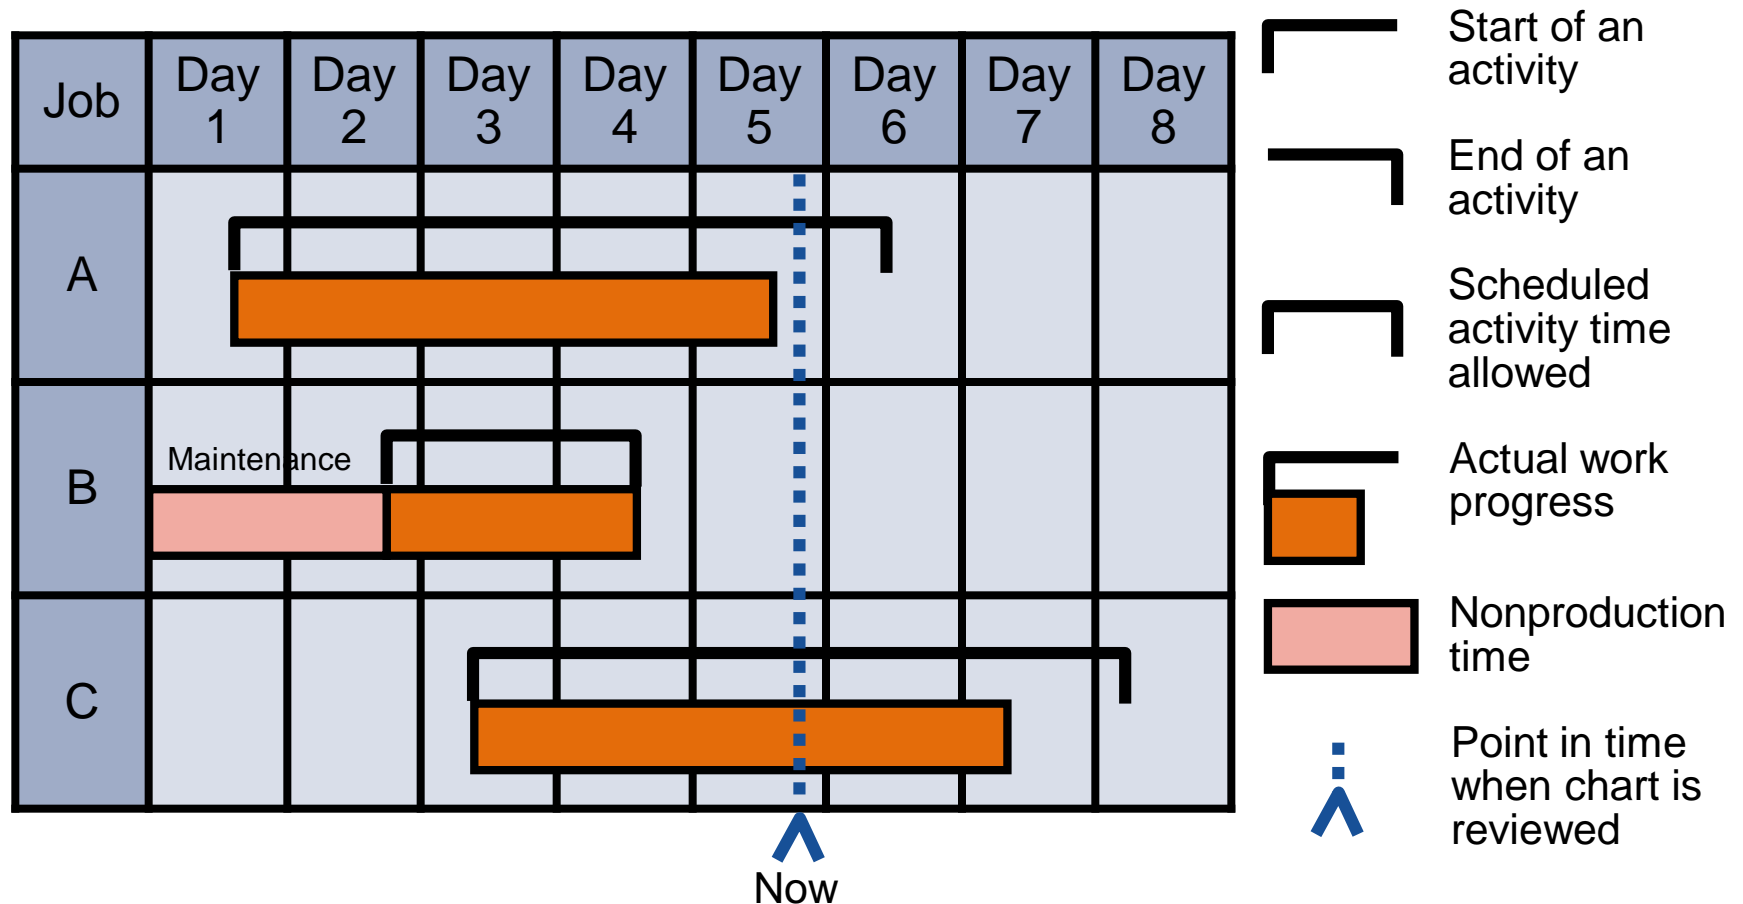 Job
Day
1
Day
2
Day
3
Day
4
Day
5
Day
6
Day
7
Day
8
A
Maintenance
B
C
Now
Start of an
activity
End of an
activity
Scheduled
activity time
allowed
Actual work
progress
Nonproduction
time
Point in time
when chart is
reviewed